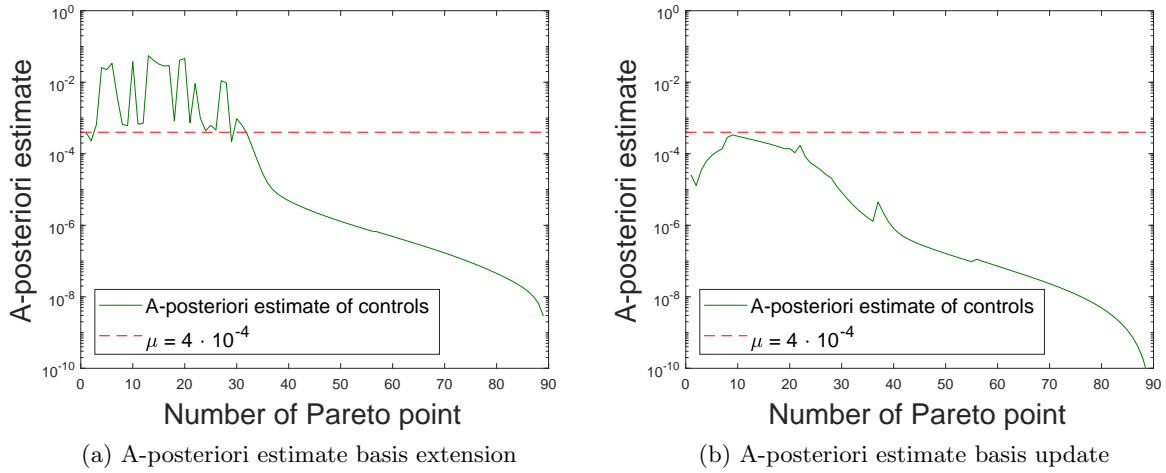 A-posteriori estimate
10^0
10^-2
10^-4
10^-6
10^-8
10^-10
A-posteriori estimate of controls
μ = 4 · 10^-4
0 10 20 30 40 50 60 70 80 90
Number of Pareto point
(a) A-posteriori estimate basis extension
A-posteriori estimate
10^0
10^-2
10^-4
10^-6
10^-8
10^-10
A-posteriori estimate of controls
μ = 4 · 10^-4
0 10 20 30 40 50 60 70 80 90
Number of Pareto point
(b) A-posteriori estimate basis update